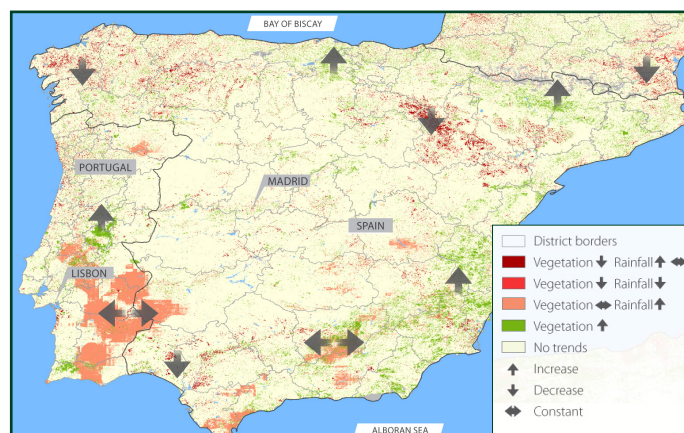 BAY OF BISCAY
PORTUGAL
MADRID
SPAIN
LISBON
District borders
Vegetation Rainfall
Vegetation Rainfall
Vegetation Rainfall
Vegetation
No trends
Increase
Decrease
Constant
ALBORAN SEA